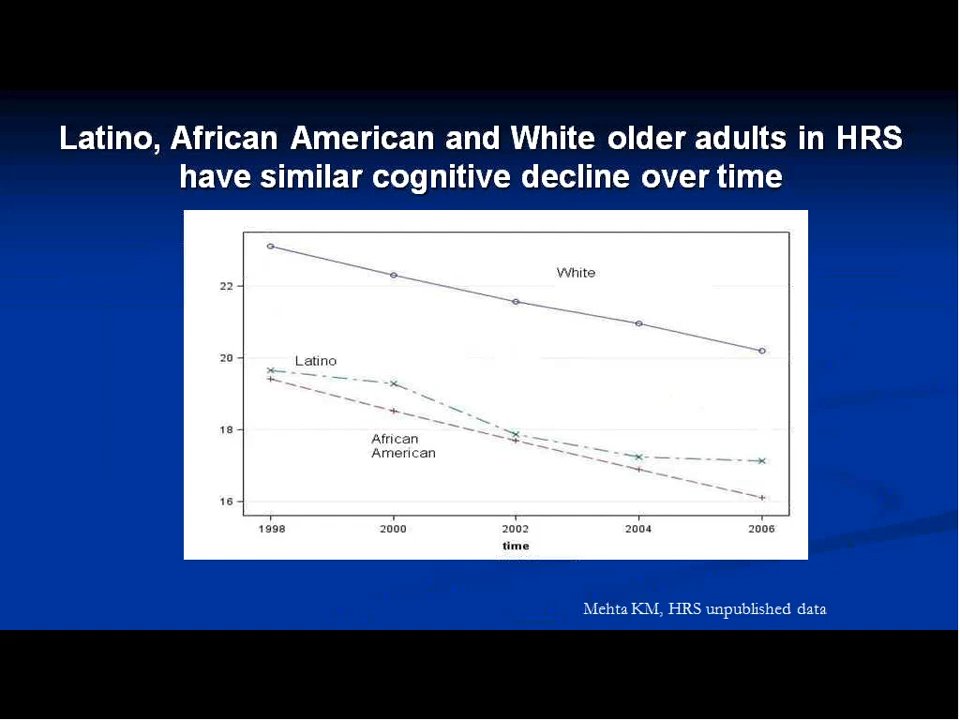 Latino, African American and White older adults in HRS
have similar cognitive decline over time
White
22
20
Latino
18
African
American
16
1998 2000 2002 2004 2006
time
Mehta KM, HRS unpublished data